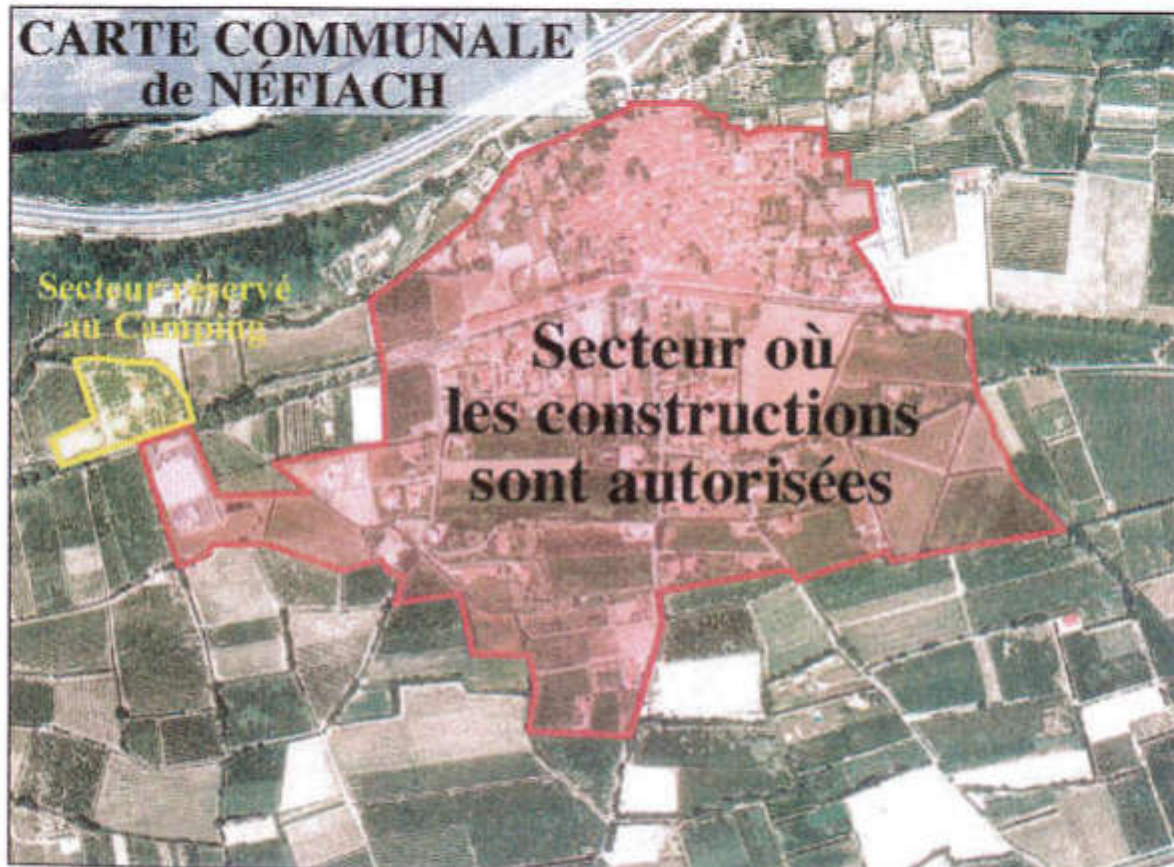 CARTE COMMUNALE
de NÉFIACH
Secteur réservé
au Camping
Secteur où
les constructions
sont autorisées